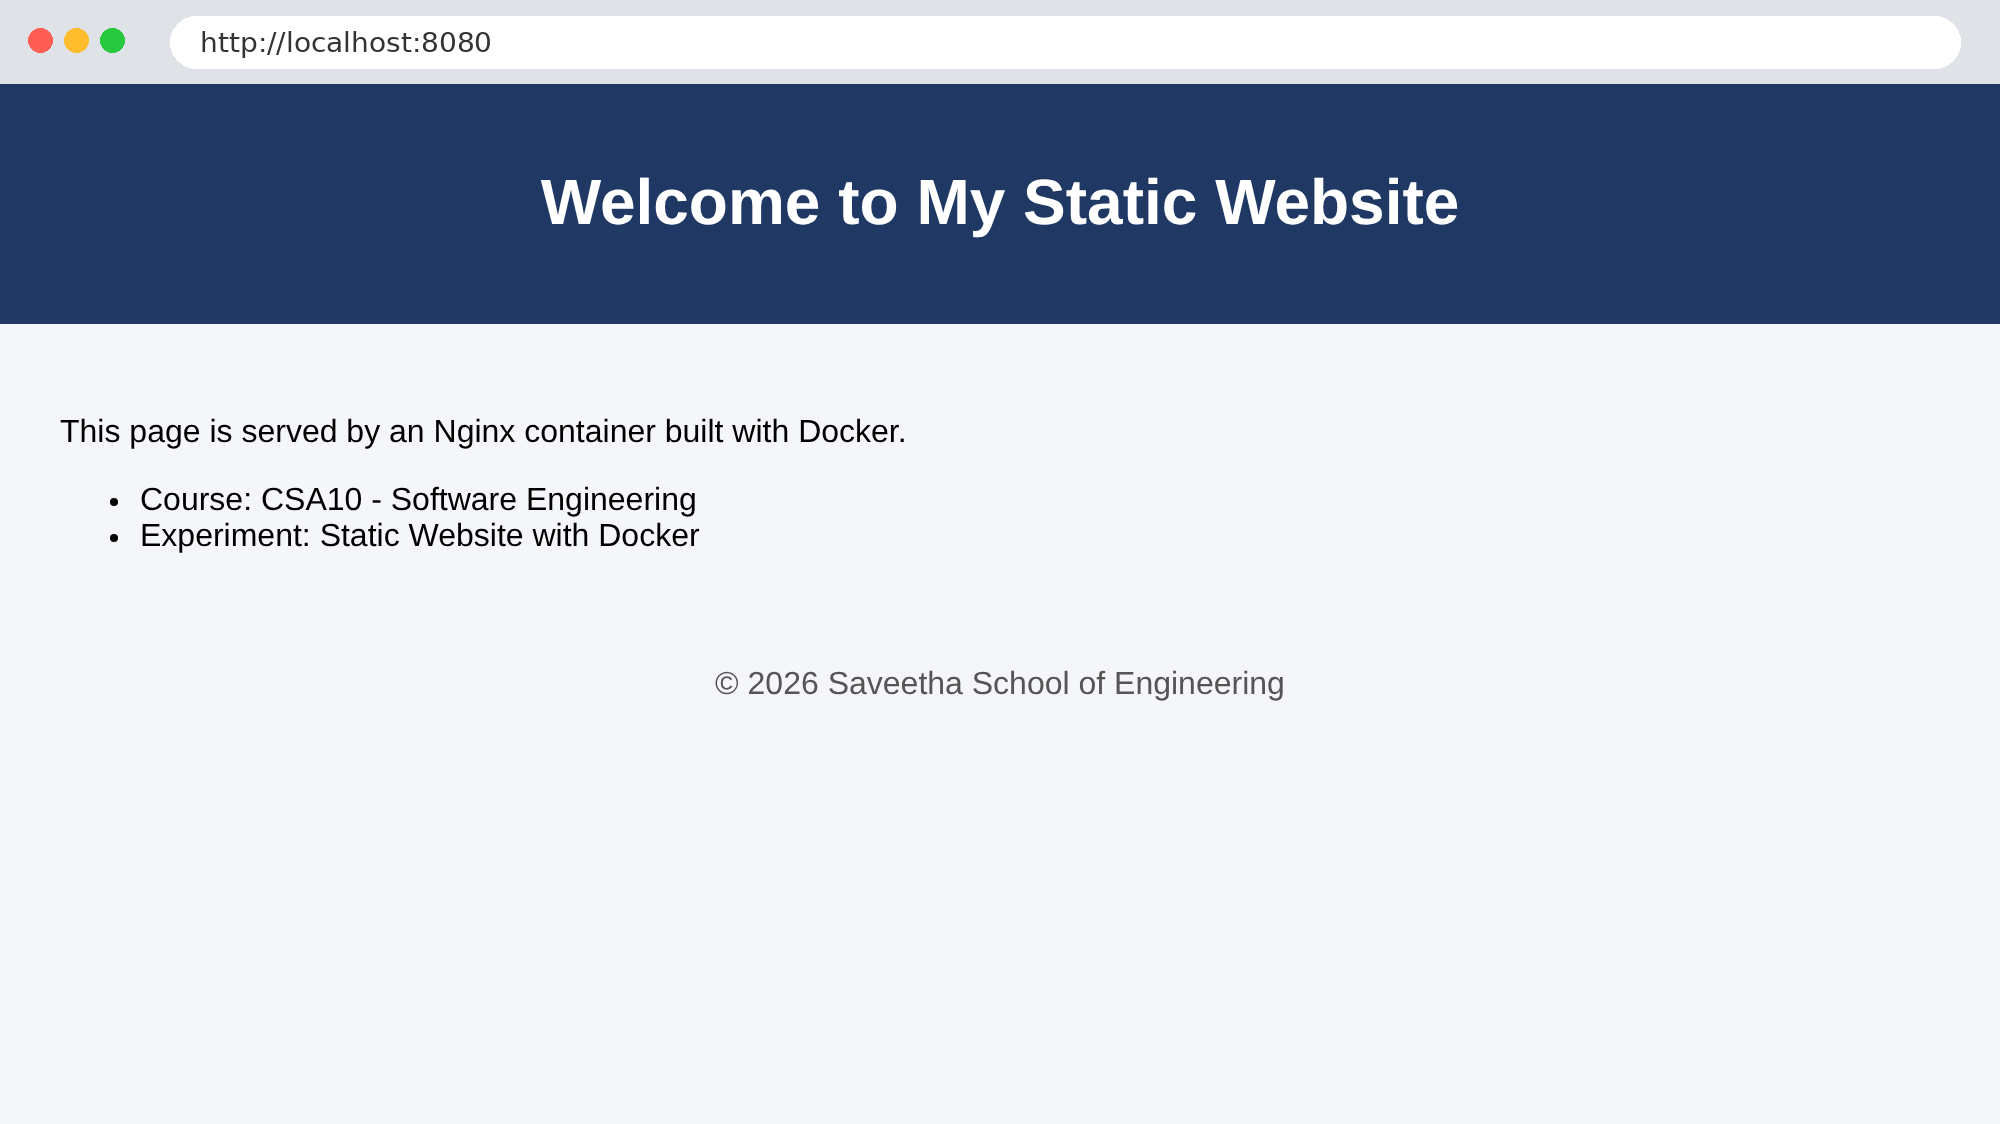 http://localhost:8080
Welcome to My Static Website
This page is served by an Nginx container built with Docker.
• Course: CSA10 - Software Engineering
• Experiment: Static Website with Docker
© 2026 Saveetha School of Engineering